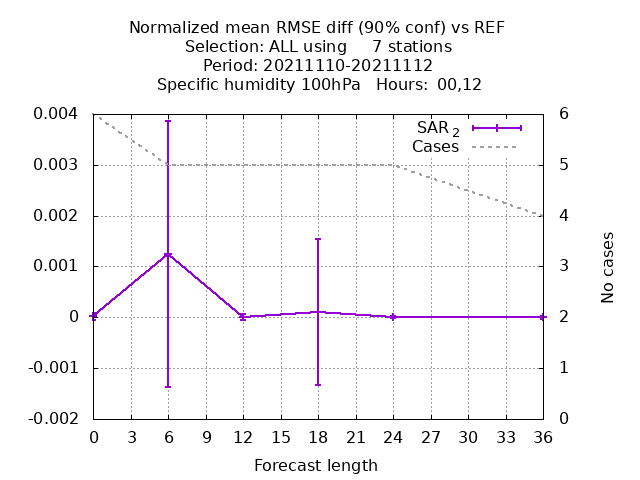 Normalized mean RMSE diff (90% conf) vs REF
Selection: ALL using 7 stations
Period: 20211110-20211112
Specific humidity 100hPa Hours: 00,12
0.004
0.003
0.002
0.001
0
-0.001
-0.002
SAR 2
Cases
6
5
4
3
2
1
0
No cases
0 3 6 9 12 15 18 21 24 27 30 33 36
Forecast length